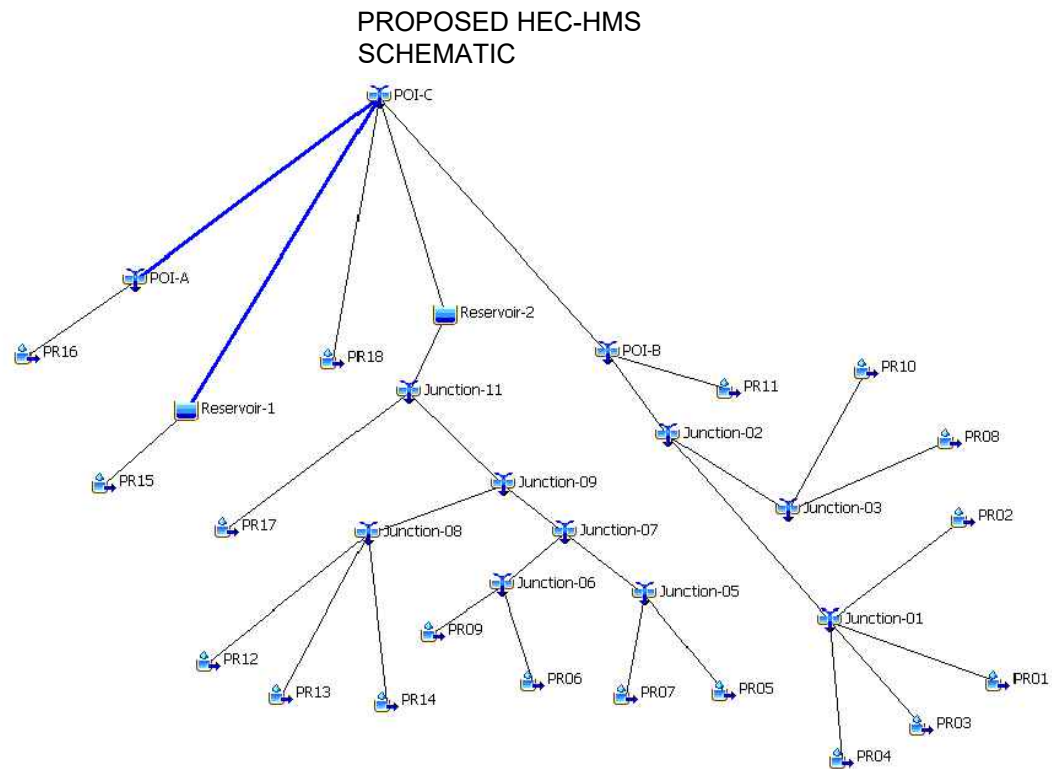 PROPOSED HEC-HMS
SCHEMATIC
POI-C
POI-A
Reservoir-2
PR16
PR18
POI-B
PR10
PR11
Junction-11
Reservoir-1
Junction-02
PR08
PR15
Junction-09
Junction-03
PR02
PR17
Junction-08
Junction-07
Junction-06
Junction-05
Junction-01
PR09
PR12
PR13
PR14
PR06
PR07
PR05
PR01
PR03
PR04